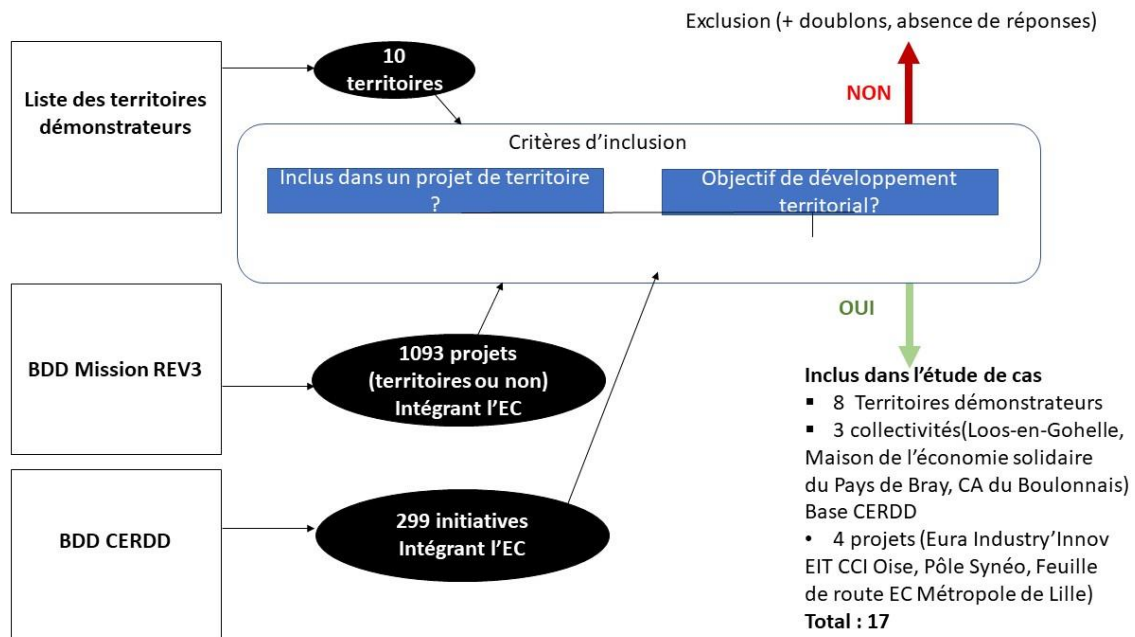 Exclusion (+ doublons, absence de réponses)
NON
Liste des territoires
démonstrateurs
10
territoires
Critères d’inclusion
Inclus dans un projet de territoire
?
Objectif de développement
territorial?
OUI
BDD Mission REV3
1093 projets
(territoires ou non)
Intégrant l’EC
BDD CERDD
299 initiatives
Intégrant l’EC
Inclus dans l’étude de cas
▪ 8 Territoires démonstrateurs
▪ 3 collectivités(Loos-en-Gohelle,
Maison de l’économie solidaire
du Pays de Bray, CA du Boulonnais)
Base CERDD
• 4 projets (Eura Industry’Innov
EIT CCI Oise, Pôle Synéo, Feuille
de route EC Métropole de Lille)
Total : 17